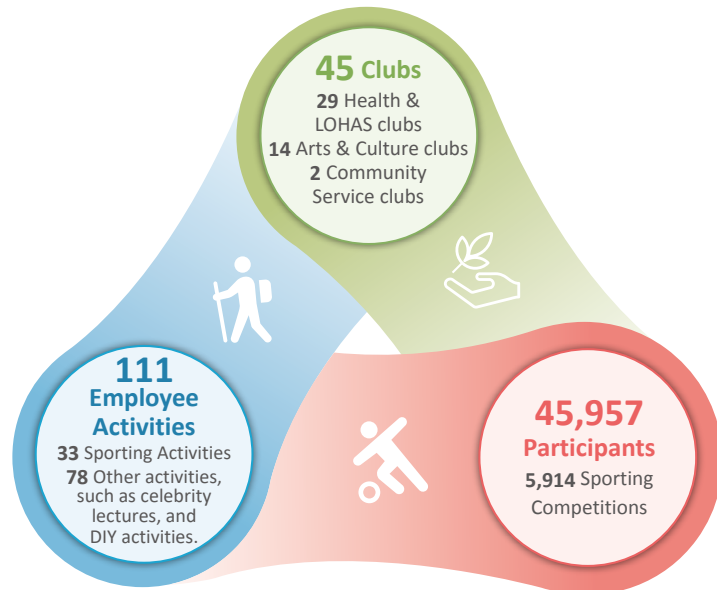 45 Clubs
29 Health &
LOHAS clubs
14 Arts & Culture clubs
2 Community
Service clubs
111
Employee
Activities
33 Sporting Activities
78 Other activities,
such as celebrity
lectures, and
DIY activities.
45,957
Participants
5,914 Sporting
Competitions